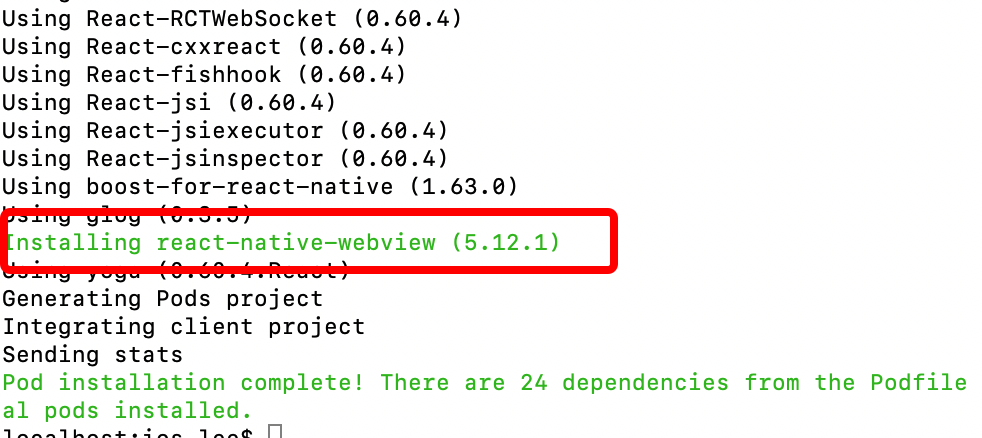 Using React-RCTWebSocket (0.60.4)
Using React-cxxreact (0.60.4)
Using React-fishhook (0.60.4)
Using React-jsi (0.60.4)
Using React-jsiexecutor (0.60.4)
Using React-jsinspector (0.60.4)
Using boost-for-react-native (1.63.0)
Using glog (0.3.5)
Installing react-native-webview (5.12.1)
Using yoga (0.60.4.React)
Generating Pods project
Integrating client project
Sending stats
Pod installation complete! There are 24 dependencies from the Podfile
al pods installed.
localhost:ios lee$